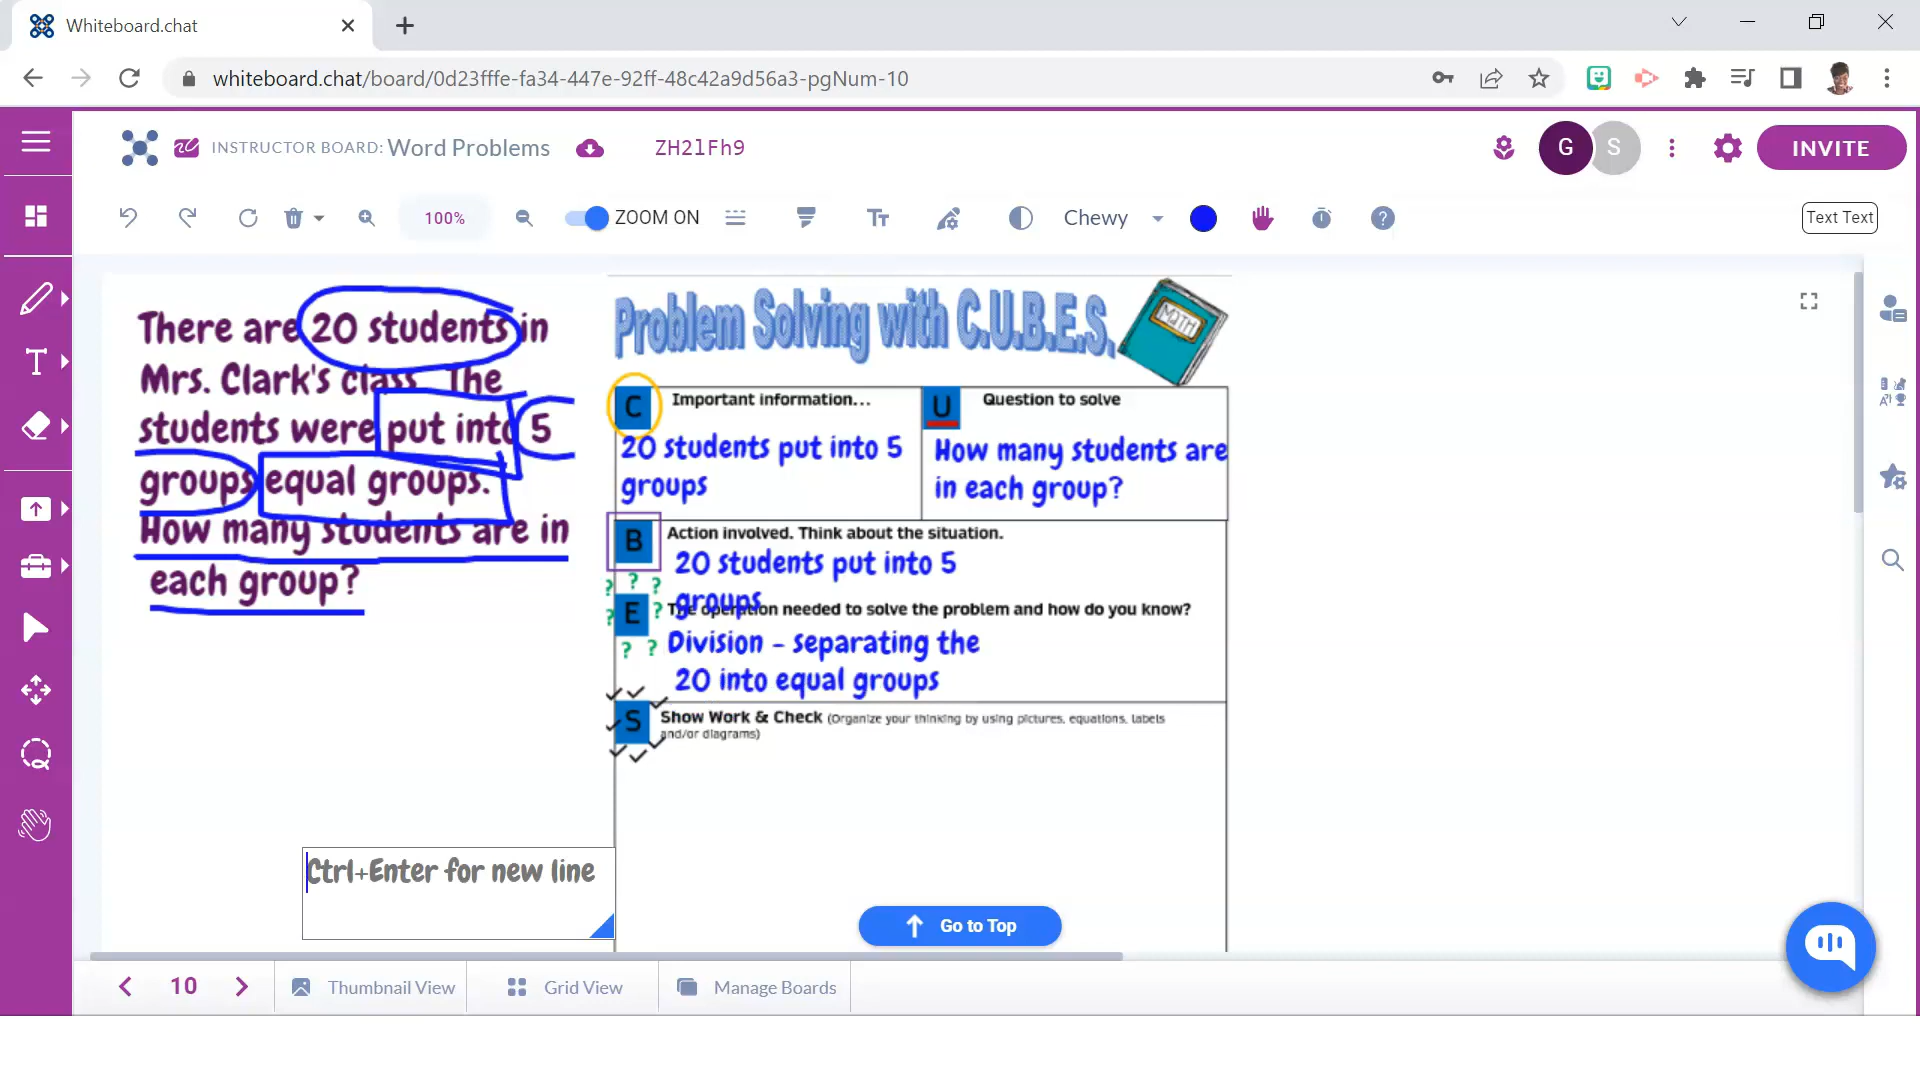 Whiteboard.chat
whiteboard.chat/board/0d23fffe-fa34-447e-92ff-48c42a9d56a3-pgNum-10
INSTRUCTOR BOARD: Word Problems
ZH2lFh9
G
S
INVITE
100%
ZOOM ON
Chewy
Text Text
There are 20 students in
Mrs. Clark's class. The
students were put into 5
groups equal groups.
How many students are in
each group?
Problem Solving with C.U.B.E.S.
MATH
C Important information...
20 students put into 5
groups
U Question to solve
How many students are
in each group?
B Action involved. Think about the situation.
20 students put into 5
groups
E The operation needed to solve the problem and how do you know?
Division - separating the
20 into equal groups
S Show Work & Check (Organize your thinking by using pictures, equations, labels
and/or diagrams)
Ctrl+Enter for new line
Go to Top
10
Thumbnail View
Grid View
Manage Boards